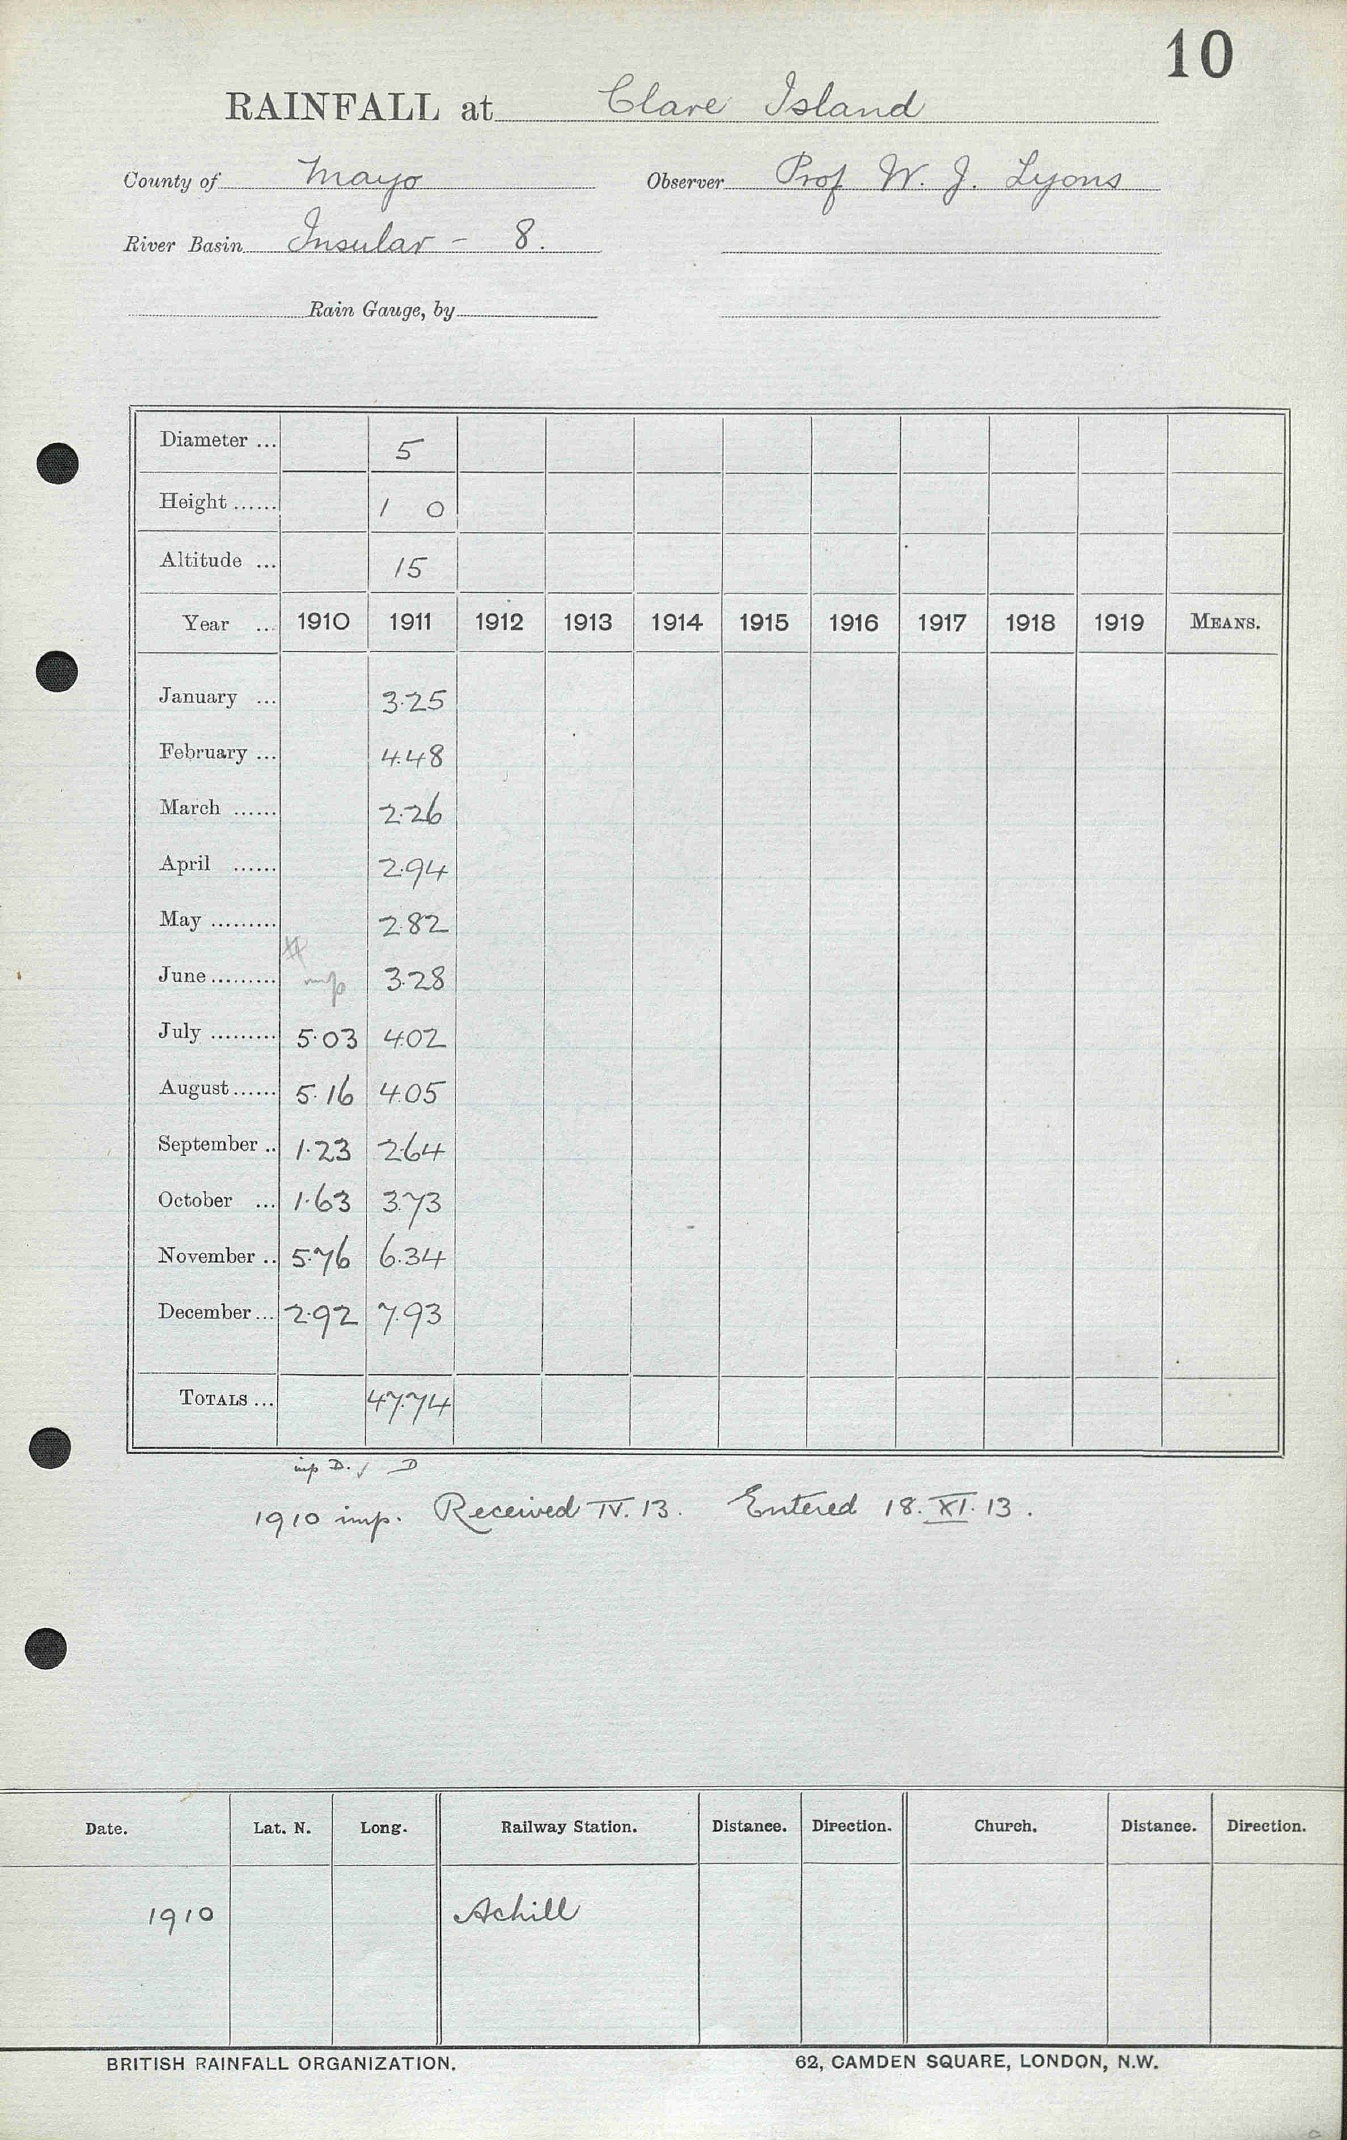 10
RAINFALL at Clare Island
County of Mayo Observer Prof W. J. Lyons
River Basin Insular - 8.
Rain Gauge, by
Diameter ... 5
Height ...... 1 0
Altitude ... 15
Year ... 1910 1911 1912 1913 1914 1915 1916 1917 1918 1919 MEANS.
January ... 3.25
February ... 4.48
March ...... 2.26
April ...... 2.94
May ......... 2.82
June ......... imp 3.28
July ......... 5.03 4.02
August ...... 5.16 4.05
September .. 1.23 2.64
October ... 1.63 3.73
November .. 5.76 6.34
December ... 2.92 7.93
TOTALS ... 47.74
imp D. ✓ D
1910 imp. Received IV. 13. Entered 18. XI. 13.
Date. Lat. N. Long. Railway Station. Distance. Direction. Church. Distance. Direction.
1910 Achill
BRITISH RAINFALL ORGANIZATION. 62, CAMDEN SQUARE, LONDON, N.W.